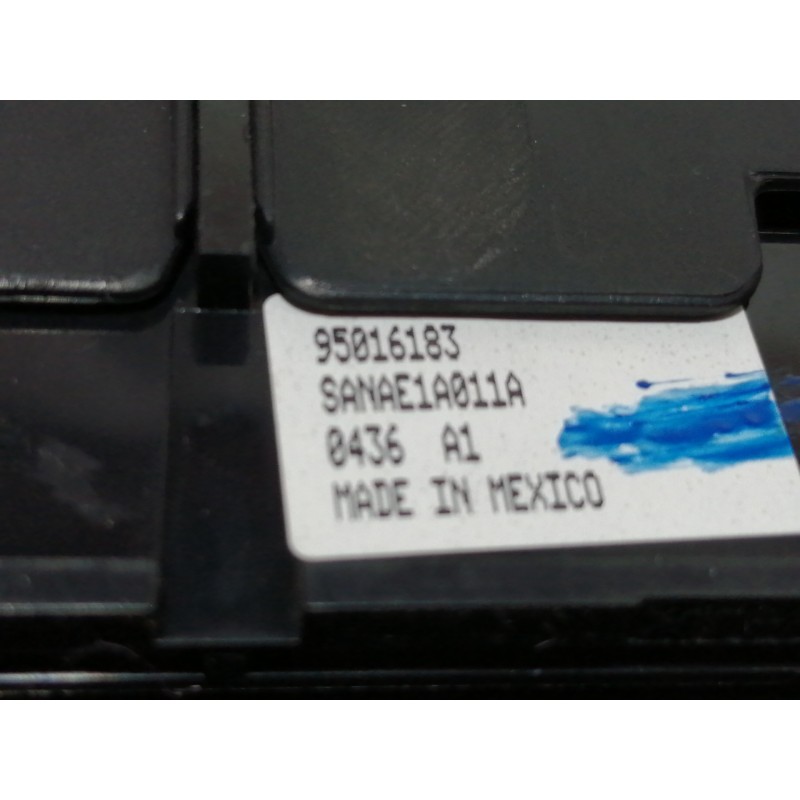 95016183
SANAE1A011A
0436 A1
MADE IN MEXICO